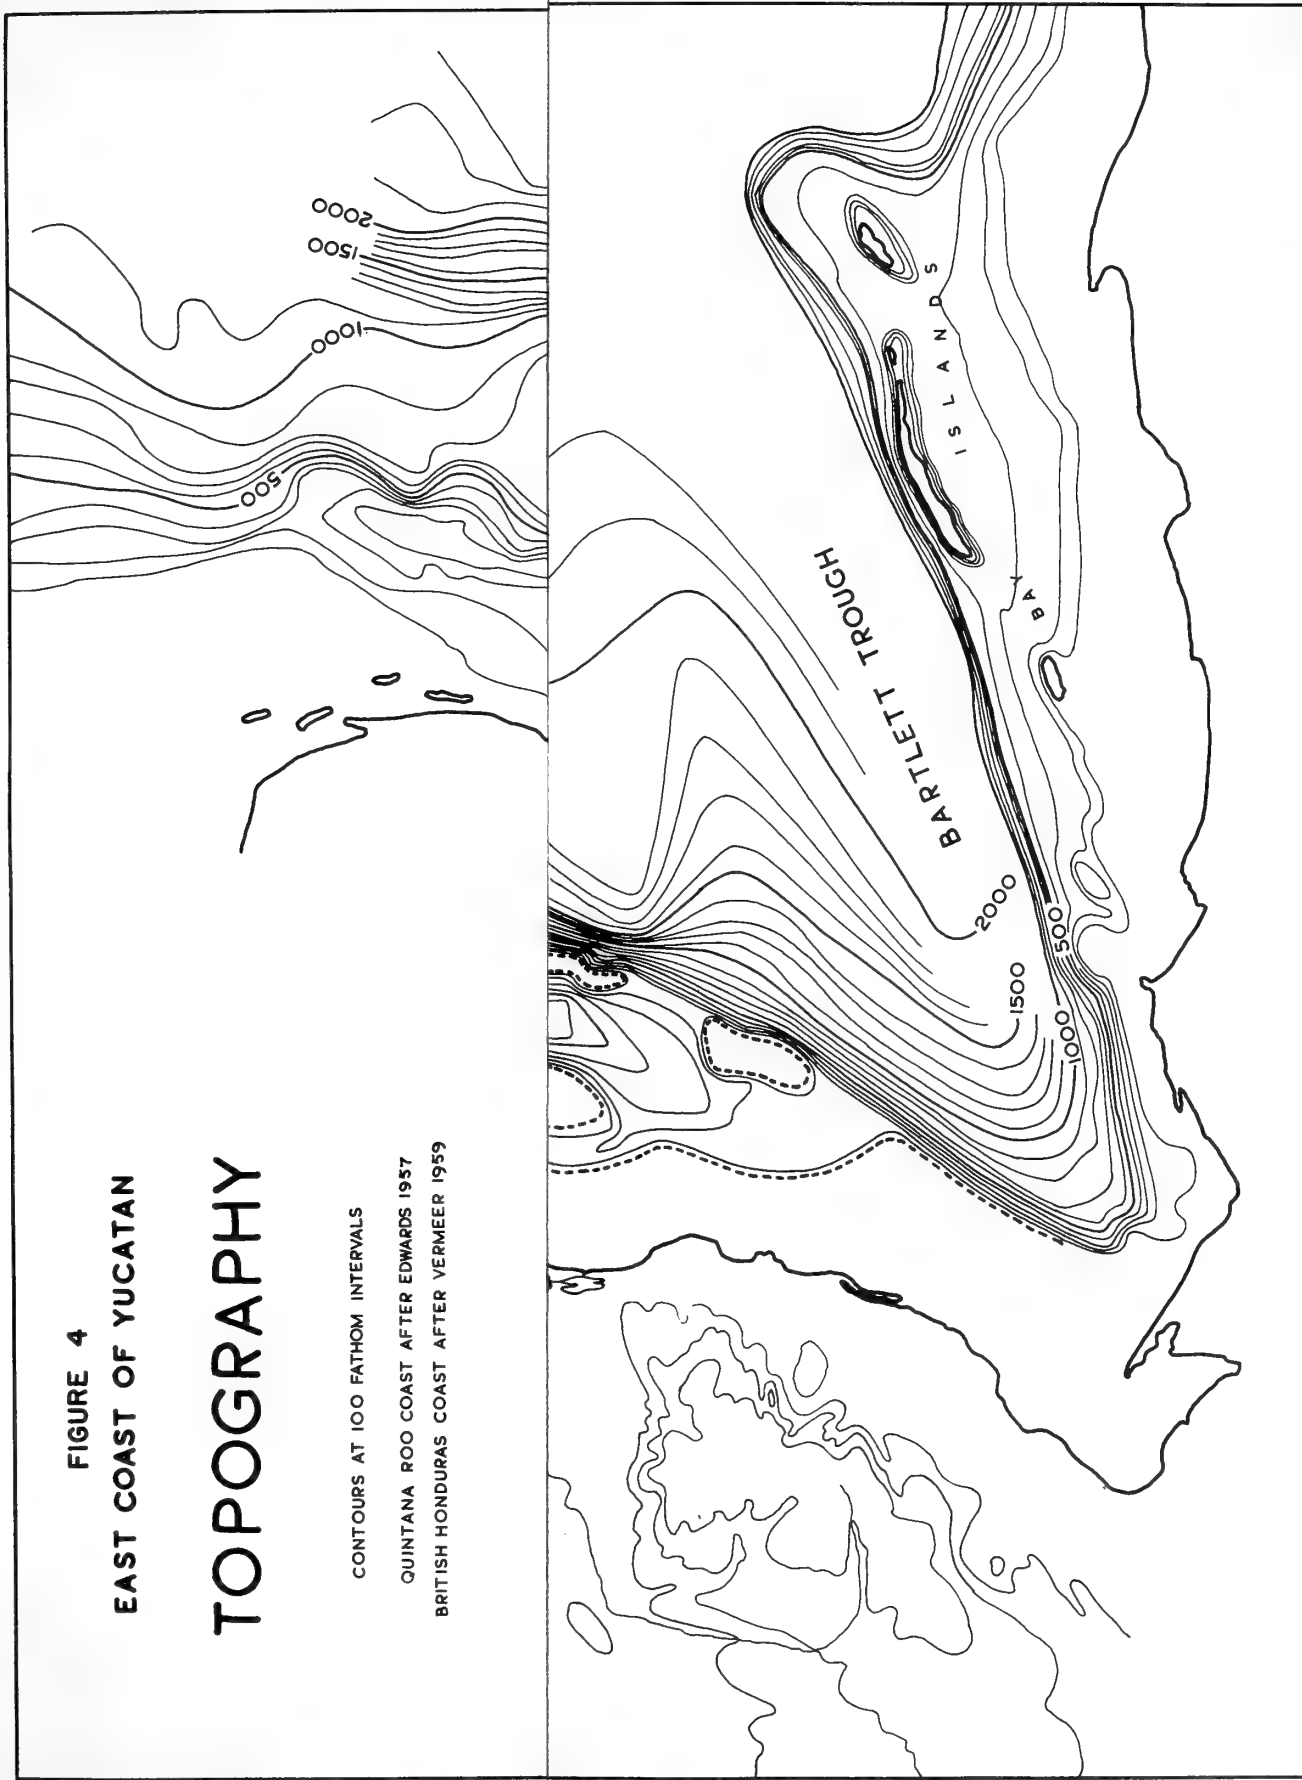 FIGURE 4
EAST COAST OF YUCATAN
TOPOGRAPHY
CONTOURS AT 100 FATHOM INTERVALS
QUINTANA ROO COAST AFTER EDWARDS 1957
BRITISH HONDURAS COAST AFTER VERMEER 1959
500
1000
1500
2000
BARTLETT TROUGH
2000
1500
1000
500
BAY ISLANDS